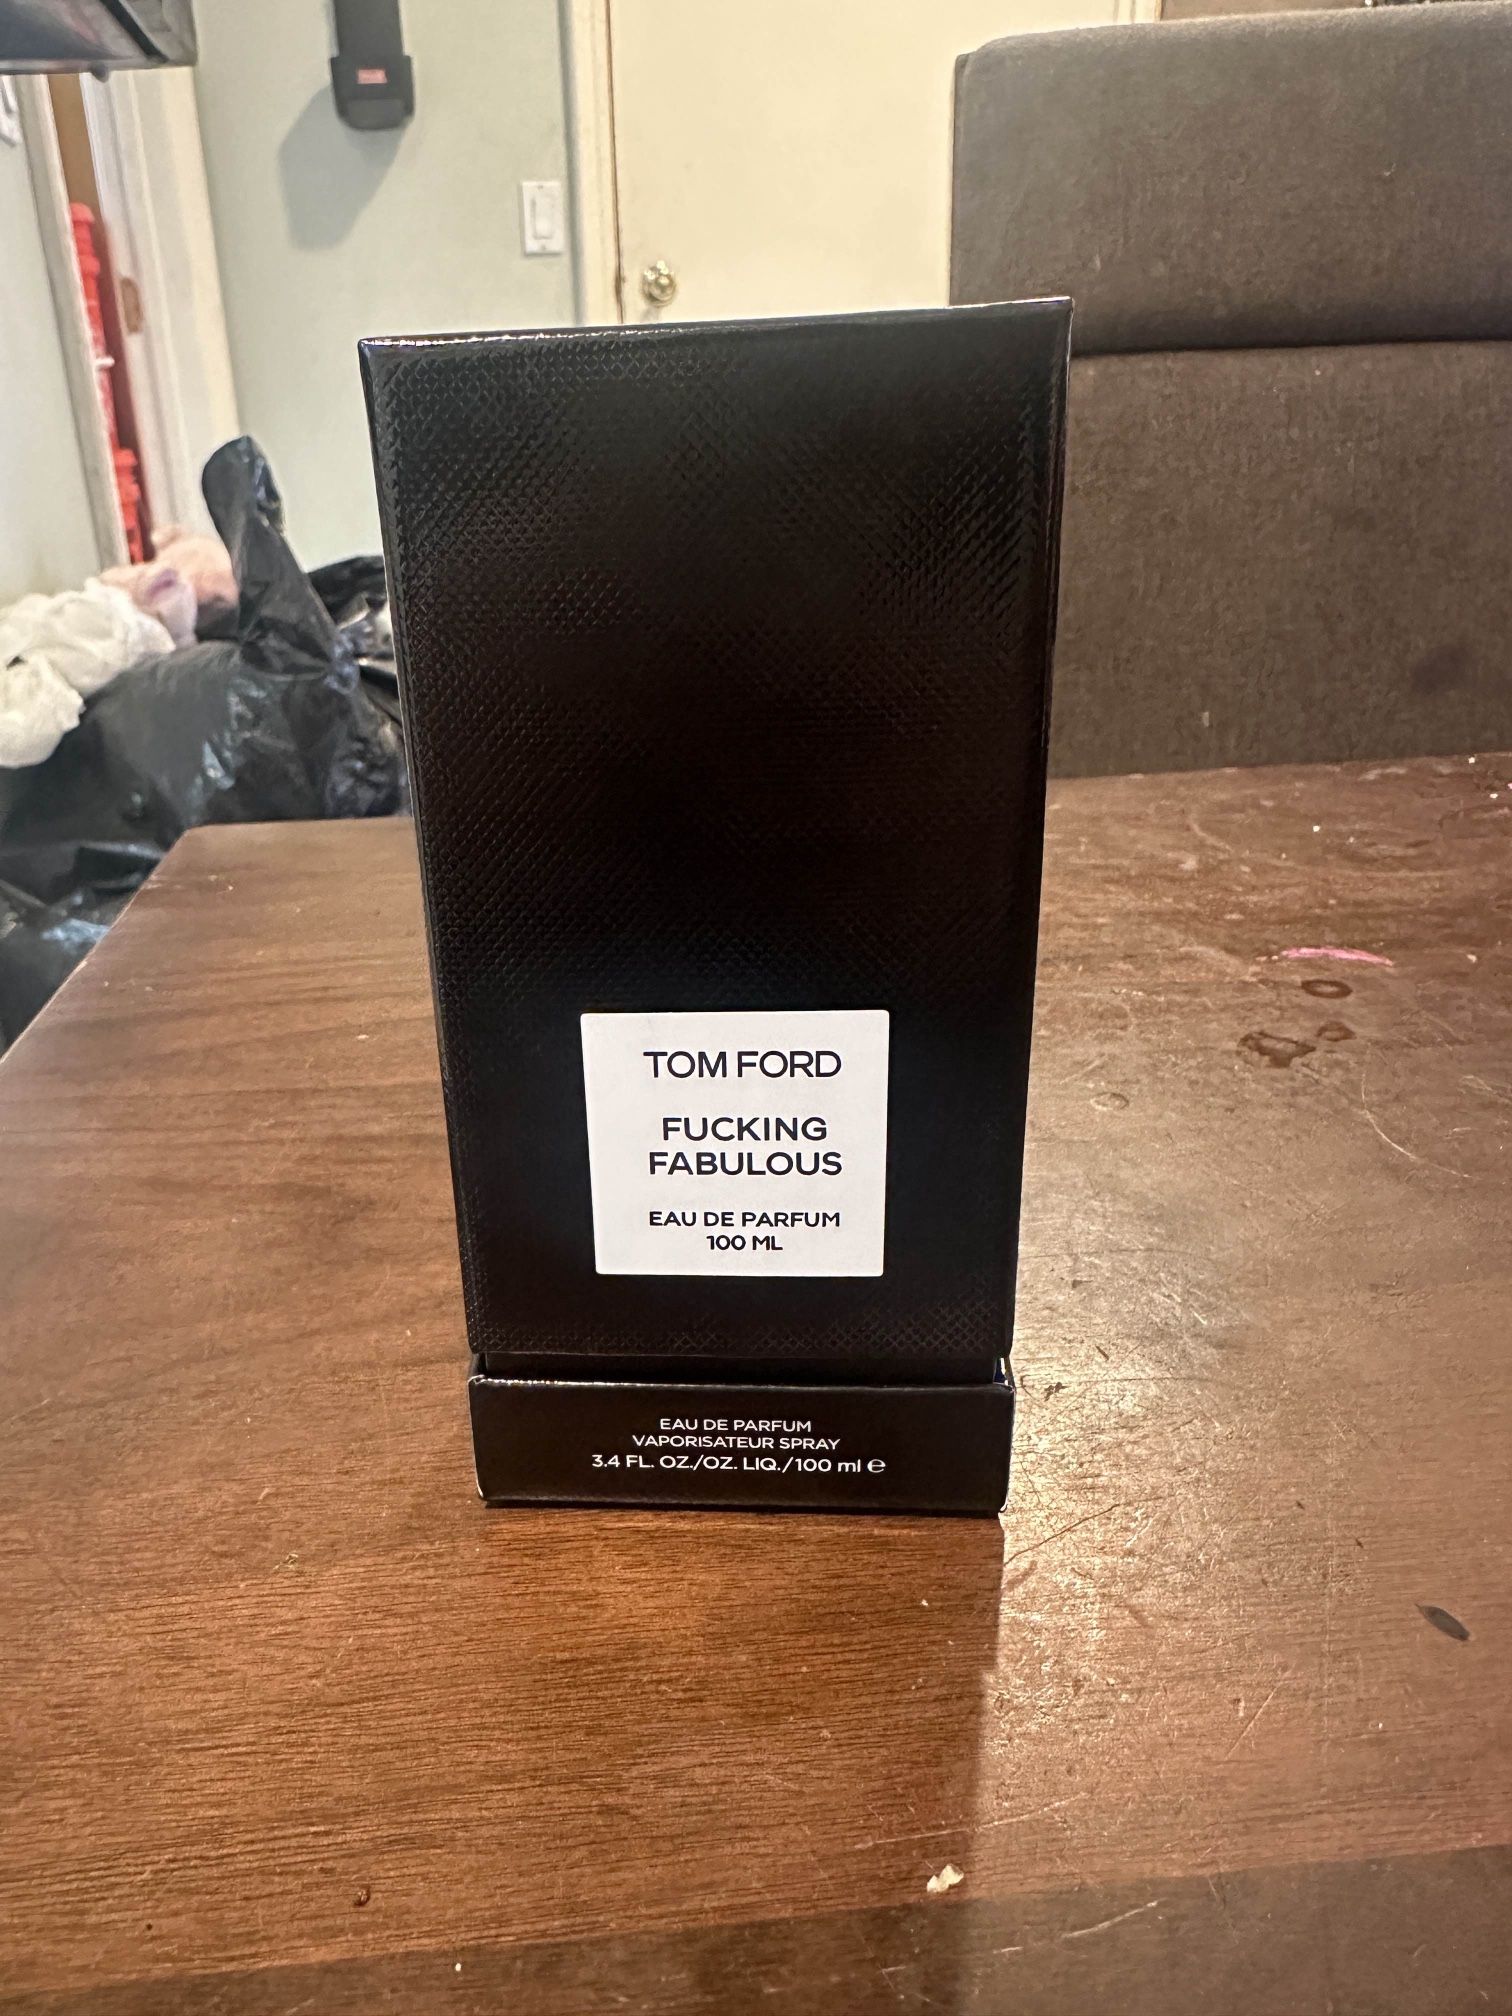 TOM FORD
FUCKING
FABULOUS
EAU DE PARFUM
100 ML
EAU DE PARFUM
VAPORISATEUR SPRAY
3.4 FL. OZ./OZ. LIQ./100 ml ℮